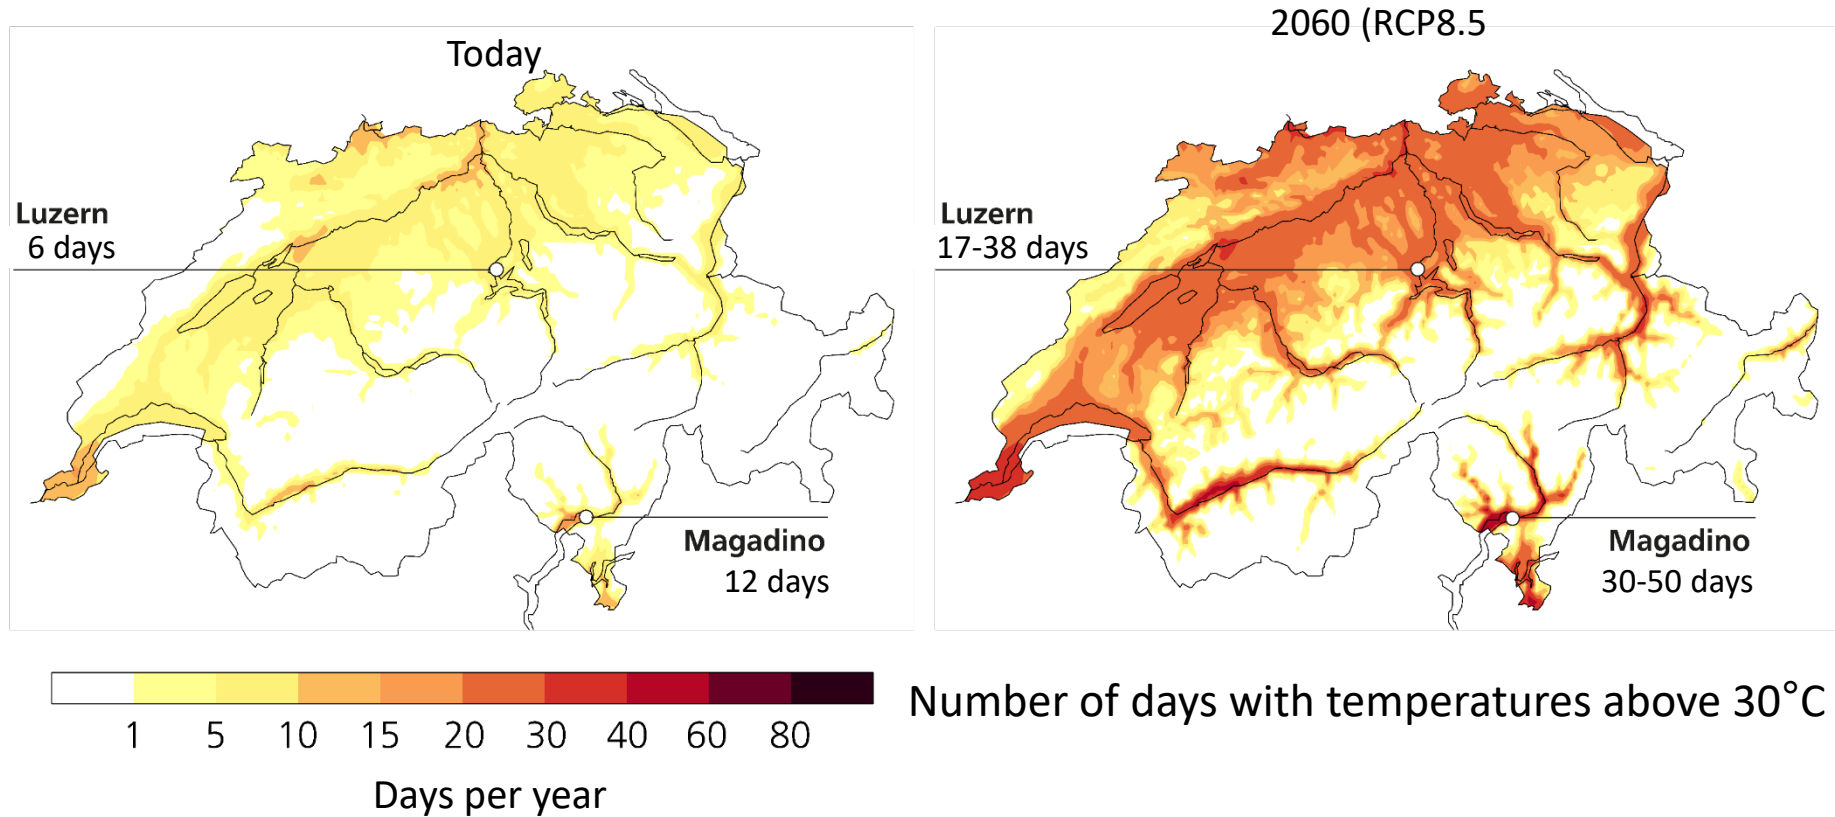 Today
Luzern
6 days
Magadino
12 days
2060 (RCP8.5
Luzern
17-38 days
Magadino
30-50 days
1 5 10 15 20 30 40 60 80
Days per year
Number of days with temperatures above 30°C